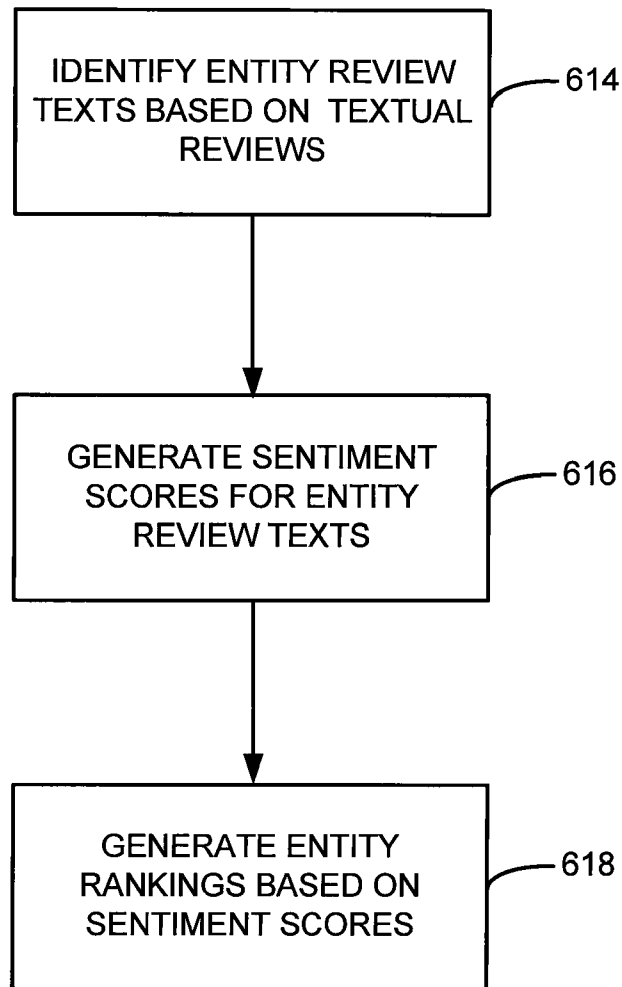 IDENTIFY ENTITY REVIEW
TEXTS BASED ON TEXTUAL
REVIEWS
614
GENERATE SENTIMENT
SCORES FOR ENTITY
REVIEW TEXTS
616
GENERATE ENTITY
RANKINGS BASED ON
SENTIMENT SCORES
618